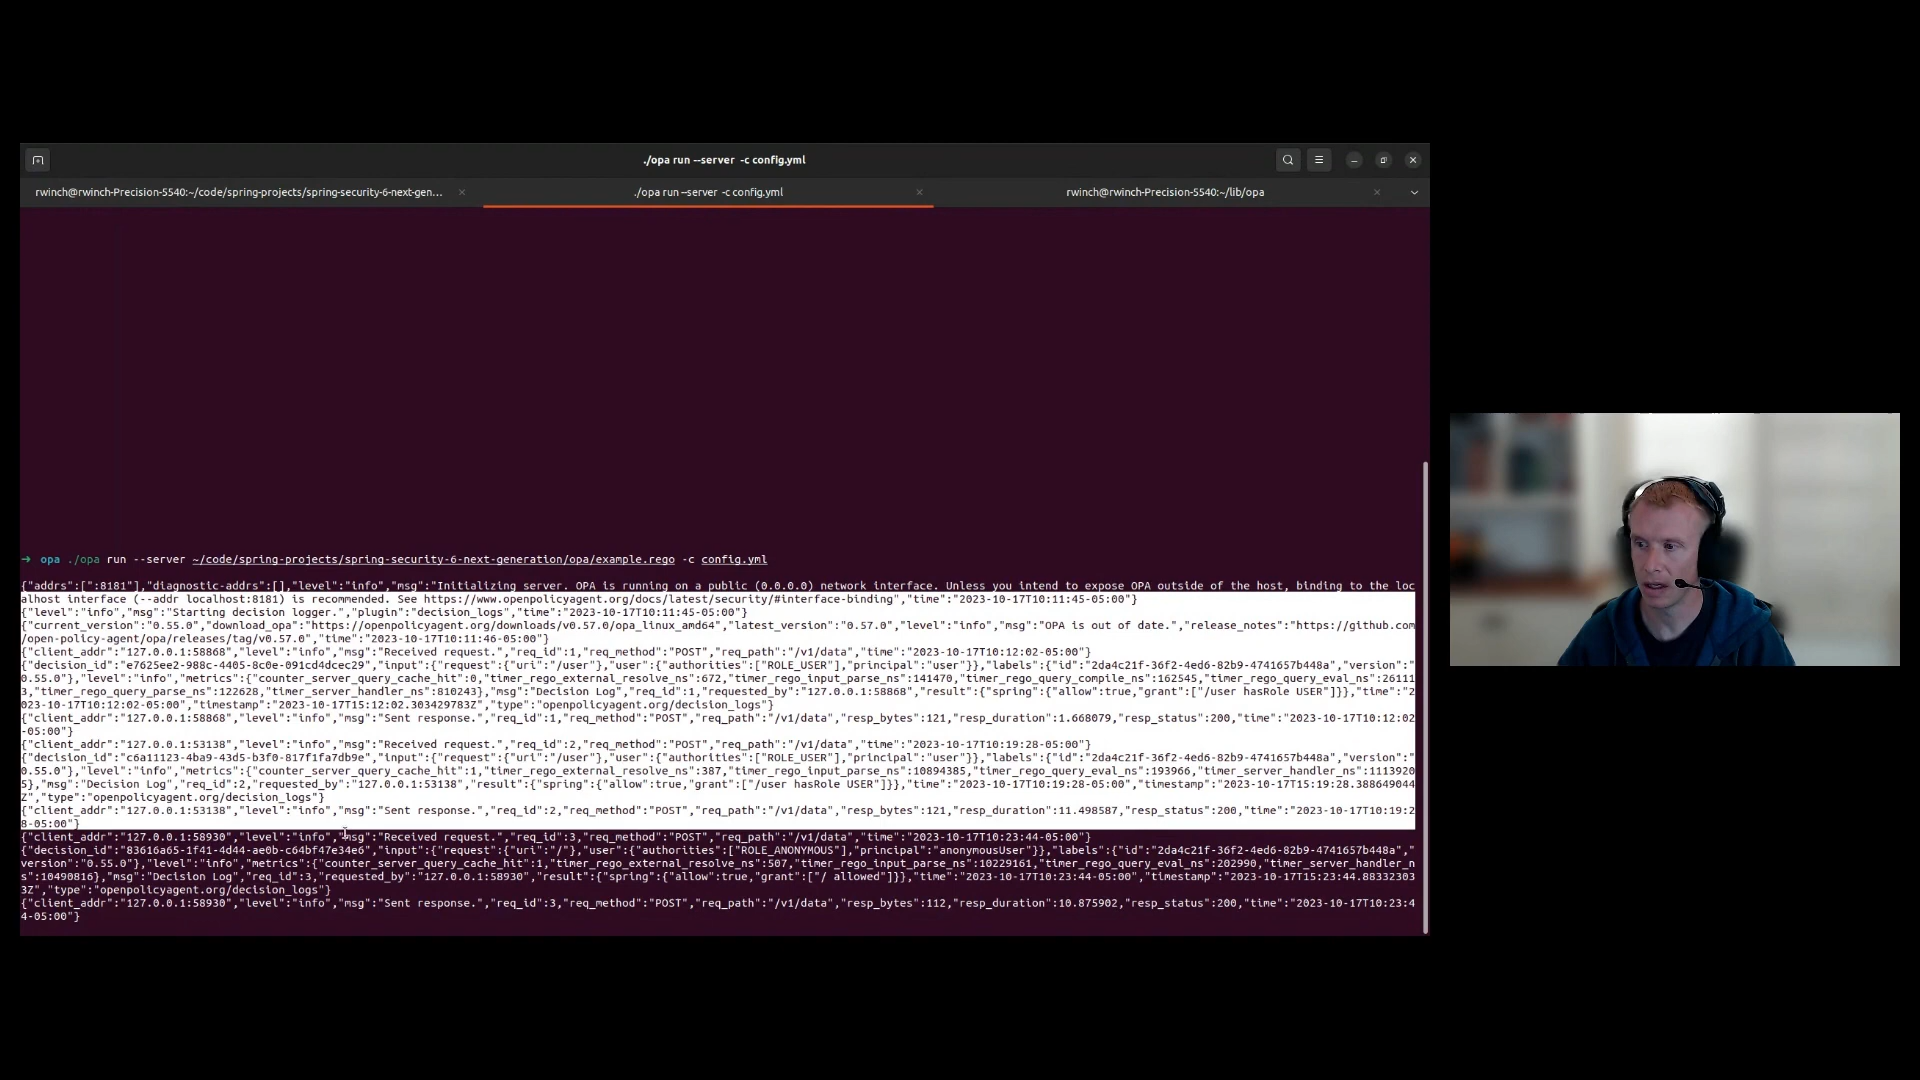 ./opa run --server -c config.yml
rwinch@rwinch-Precision-5540:~/code/spring-projects/spring-security-6-next-gen...
./opa run --server -c config.yml
rwinch@rwinch-Precision-5540:~/lib/opa
→ opa ./opa run --server ~/code/spring-projects/spring-security-6-next-generation/opa/example.rego -c config.yml
{"addrs":[":8181"],"diagnostic-addrs":[],"level":"info","msg":"Initializing server. OPA is running on a public (0.0.0.0) network interface. Unless you intend to expose OPA outside of the host, binding to the loc
alhost interface (--addr localhost:8181) is recommended. See https://www.openpolicyagent.org/docs/latest/security/#interface-binding","time":"2023-10-17T10:11:45-05:00"}
{"level":"info","msg":"Starting decision logger.","plugin":"decision_logs","time":"2023-10-17T10:11:45-05:00"}
{"current_version":"0.55.0","download_opa":"https://openpolicyagent.org/downloads/v0.57.0/opa_linux_amd64","latest_version":"0.57.0","level":"info","msg":"OPA is out of date.","release_notes":"https://github.com
/open-policy-agent/opa/releases/tag/v0.57.0","time":"2023-10-17T10:11:46-05:00"}
{"client_addr":"127.0.0.1:58868","level":"info","msg":"Received request.","req_id":1,"req_method":"POST","req_path":"/v1/data","time":"2023-10-17T10:12:02-05:00"}
{"decision_id":"e7625ee2-988c-4405-8c0e-091cd4dcec29","input":{"request":{"uri":"/user"},"user":{"authorities":["ROLE_USER"],"principal":"user"}},"labels":{"id":"2da4c21f-36f2-4ed6-82b9-4741657b448a","version":"
0.55.0"},"level":"info","metrics":{"counter_server_query_cache_hit":0,"timer_rego_external_resolve_ns":672,"timer_rego_input_parse_ns":141470,"timer_rego_query_compile_ns":162545,"timer_rego_query_eval_ns":26111
3,"timer_rego_query_parse_ns":122628,"timer_server_handler_ns":810243},"msg":"Decision Log","req_id":1,"requested_by":"127.0.0.1:58868","result":{"spring":{"allow":true,"grant":["/user hasRole USER"]}},"time":"2
023-10-17T10:12:02-05:00","timestamp":"2023-10-17T15:12:02.303429783Z","type":"openpolicyagent.org/decision_logs"}
{"client_addr":"127.0.0.1:58868","level":"info","msg":"Sent response.","req_id":1,"req_method":"POST","req_path":"/v1/data","resp_bytes":121,"resp_duration":1.668079,"resp_status":200,"time":"2023-10-17T10:12:02
-05:00"}
{"client_addr":"127.0.0.1:53138","level":"info","msg":"Received request.","req_id":2,"req_method":"POST","req_path":"/v1/data","time":"2023-10-17T10:19:28-05:00"}
{"decision_id":"c6a11123-4ba9-43d5-b3f0-817f1fa7db9e","input":{"request":{"uri":"/user"},"user":{"authorities":["ROLE_USER"],"principal":"user"}},"labels":{"id":"2da4c21f-36f2-4ed6-82b9-4741657b448a","version":"
0.55.0"},"level":"info","metrics":{"counter_server_query_cache_hit":1,"timer_rego_external_resolve_ns":387,"timer_rego_input_parse_ns":10894385,"timer_rego_query_eval_ns":193966,"timer_server_handler_ns":1113920
5},"msg":"Decision Log","req_id":2,"requested_by":"127.0.0.1:53138","result":{"spring":{"allow":true,"grant":["/user hasRole USER"]}},"time":"2023-10-17T10:19:28-05:00","timestamp":"2023-10-17T15:19:28.388649044
Z","type":"openpolicyagent.org/decision_logs"}
{"client_addr":"127.0.0.1:53138","level":"info","msg":"Sent response.","req_id":2,"req_method":"POST","req_path":"/v1/data","resp_bytes":121,"resp_duration":11.498587,"resp_status":200,"time":"2023-10-17T10:19:2
8-05:00"}
{"client_addr":"127.0.0.1:58930","level":"info","msg":"Received request.","req_id":3,"req_method":"POST","req_path":"/v1/data","time":"2023-10-17T10:23:44-05:00"}
{"decision_id":"83616a65-1f41-4d44-ae0b-c64bf47e34e6","input":{"request":{"uri":"/"},"user":{"authorities":["ROLE_ANONYMOUS"],"principal":"anonymousUser"}},"labels":{"id":"2da4c21f-36f2-4ed6-82b9-4741657b448a","
version":"0.55.0"},"level":"info","metrics":{"counter_server_query_cache_hit":1,"timer_rego_external_resolve_ns":507,"timer_rego_input_parse_ns":10229161,"timer_rego_query_eval_ns":202990,"timer_server_handler_n
s":10490816},"msg":"Decision Log","req_id":3,"requested_by":"127.0.0.1:58930","result":{"spring":{"allow":true,"grant":["/ allowed"]}},"time":"2023-10-17T10:23:44-05:00","timestamp":"2023-10-17T15:23:44.88332303
3Z","type":"openpolicyagent.org/decision_logs"}
{"client_addr":"127.0.0.1:58930","level":"info","msg":"Sent response.","req_id":3,"req_method":"POST","req_path":"/v1/data","resp_bytes":112,"resp_duration":10.875902,"resp_status":200,"time":"2023-10-17T10:23:4
4-05:00"}